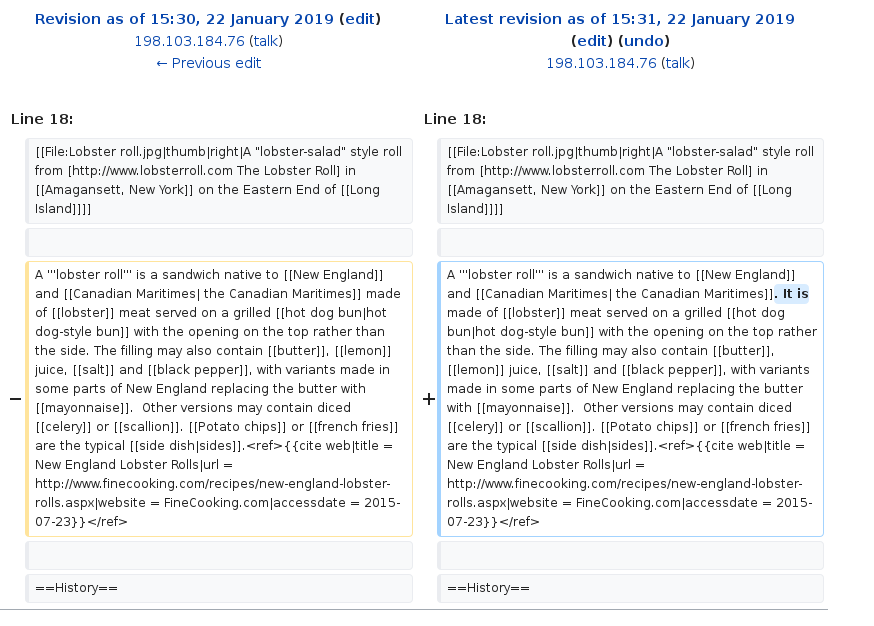 Revision as of 15:30, 22 January 2019 (edit)
198.103.184.76 (talk)
← Previous edit
Latest revision as of 15:31, 22 January 2019
(edit) (undo)
198.103.184.76 (talk)
Line 18:
[[File:Lobster roll.jpg|thumb|right|A "lobster-salad" style roll
from [http://www.lobsterroll.com The Lobster Roll] in
[[Amagansett, New York]] on the Eastern End of [[Long
Island]]]]
A '''lobster roll''' is a sandwich native to [[New England]]
and [[Canadian Maritimes| the Canadian Maritimes]] made
of [[lobster]] meat served on a grilled [[hot dog bun|hot
dog-style bun]] with the opening on the top rather than
the side. The filling may also contain [[butter]], [[lemon]]
juice, [[salt]] and [[black pepper]], with variants made in
some parts of New England replacing the butter with
− [[mayonnaise]].  Other versions may contain diced
[[celery]] or [[scallion]]. [[Potato chips]] or [[french fries]]
are the typical [[side dish|sides]].<ref>{{cite web|title =
New England Lobster Rolls|url =
http://www.finecooking.com/recipes/new-england-lobster-
rolls.aspx|website = FineCooking.com|accessdate = 2015-
07-23}}</ref>
==History==
Line 18:
[[File:Lobster roll.jpg|thumb|right|A "lobster-salad" style roll
from [http://www.lobsterroll.com The Lobster Roll] in
[[Amagansett, New York]] on the Eastern End of [[Long
Island]]]]
A '''lobster roll''' is a sandwich native to [[New England]]
and [[Canadian Maritimes| the Canadian Maritimes]]. It is
made of [[lobster]] meat served on a grilled [[hot dog
bun|hot dog-style bun]] with the opening on the top rather
than the side. The filling may also contain [[butter]],
[[lemon]] juice, [[salt]] and [[black pepper]], with variants
made in some parts of New England replacing the butter
+ with [[mayonnaise]].  Other versions may contain diced
[[celery]] or [[scallion]]. [[Potato chips]] or [[french fries]]
are the typical [[side dish|sides]].<ref>{{cite web|title =
New England Lobster Rolls|url =
http://www.finecooking.com/recipes/new-england-lobster-
rolls.aspx|website = FineCooking.com|accessdate = 2015-
07-23}}</ref>
==History==